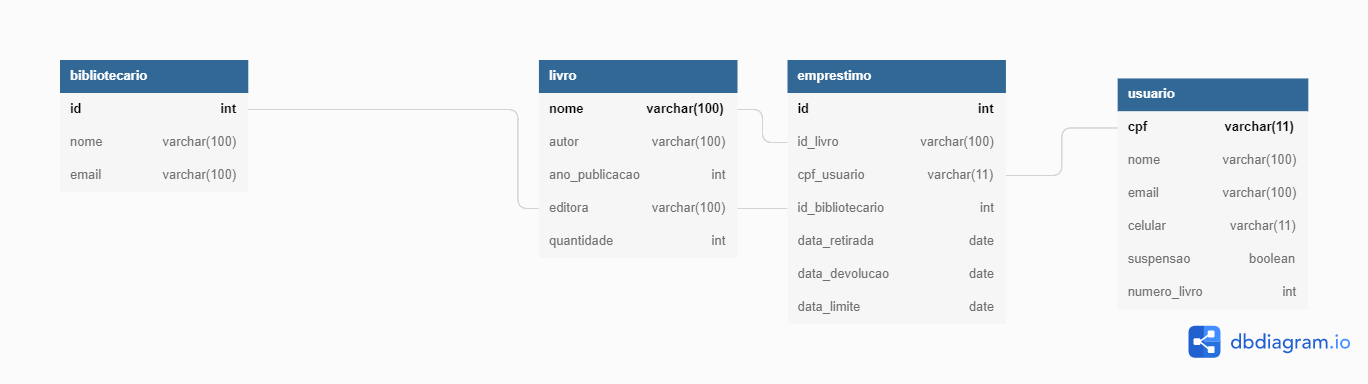 bibliotecario
id int
nome varchar(100)
email varchar(100)
livro
nome varchar(100)
autor varchar(100)
ano_publicacao int
editora varchar(100)
quantidade int
emprestimo
id int
id_livro varchar(100)
cpf_usuario varchar(11)
id_bibliotecario int
data_retirada date
data_devolucao date
data_limite date
usuario
cpf varchar(11)
nome varchar(100)
email varchar(100)
celular varchar(11)
suspensao boolean
numero_livro int
dbdiagram.io